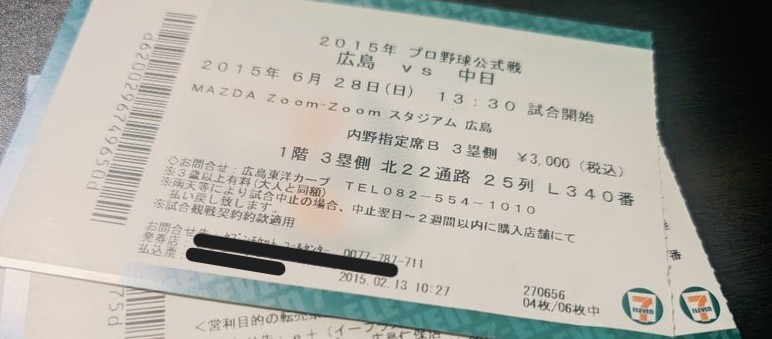 2015年 プロ野球公式戦
広島 vs 中日
2015年 6月 28日(日) 13:30 試合開始
MAZDA Zoom-Zoom スタジアム 広島
内野指定席B 3塁側 ¥3,000 (税込)
1階 3塁側 北22通路 25列 L340番
◇お問合せ:広島東洋カープ TEL082-554-1010
※3歳以上有料(大人と同額)
※雨天等により試合中止の場合、中止翌日~2週間以内に購入店舗にて
払い戻し致します。
※試合観戦契約約款適用
お問合せ
発券店:
0077-787-711
払込票:
2015.02.13 10:27
270656
04枚/06枚中
7
ELEVEN
7
ELEVEN
番
d6200296749650d
75d
<営利目的の転売